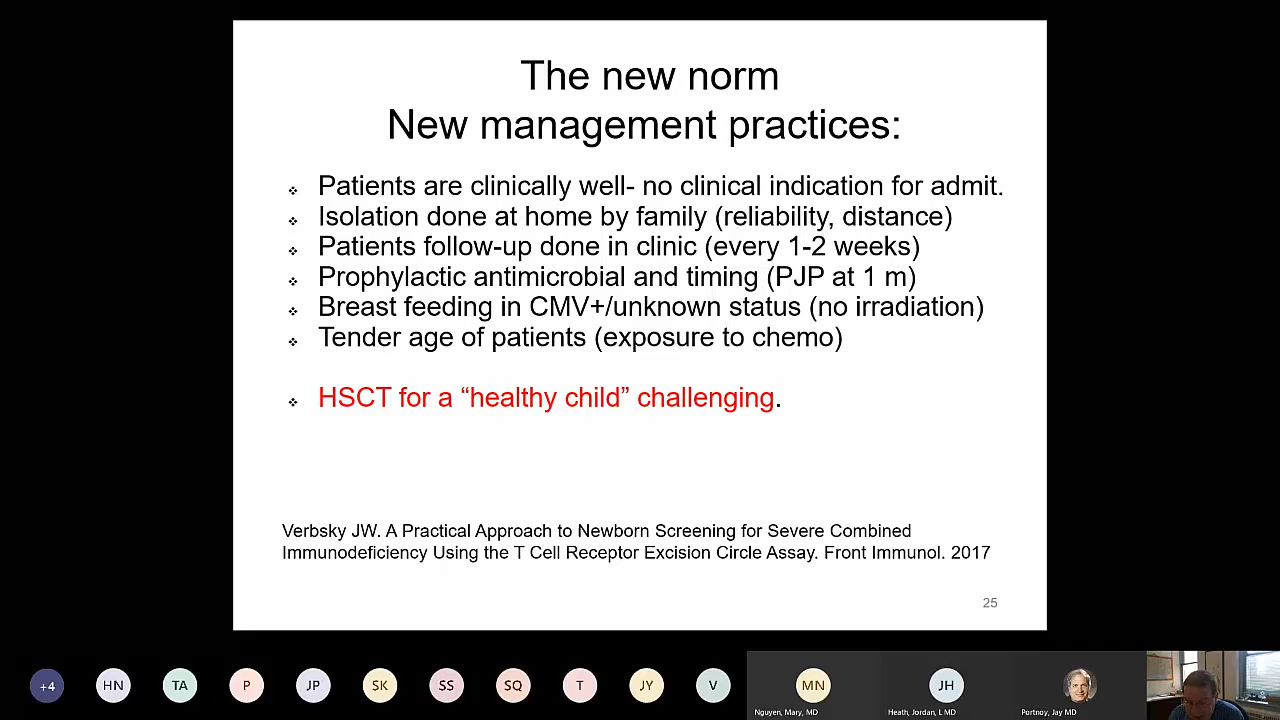 The new norm
New management practices:
Patients are clinically well- no clinical indication for admit.
Isolation done at home by family (reliability, distance)
Patients follow-up done in clinic (every 1-2 weeks)
Prophylactic antimicrobial and timing (PJP at 1 m)
Breast feeding in CMV+/unknown status (no irradiation)
Tender age of patients (exposure to chemo)
HSCT for a “healthy child” challenging.
Verbsky JW. A Practical Approach to Newborn Screening for Severe Combined
Immunodeficiency Using the T Cell Receptor Excision Circle Assay. Front Immunol. 2017
25
+4 HN TA P JP SK SS SQ T JY V MN JH
Nguyen, Mary, MD Heath, Jordan, L MD Portnoy, Jay MD